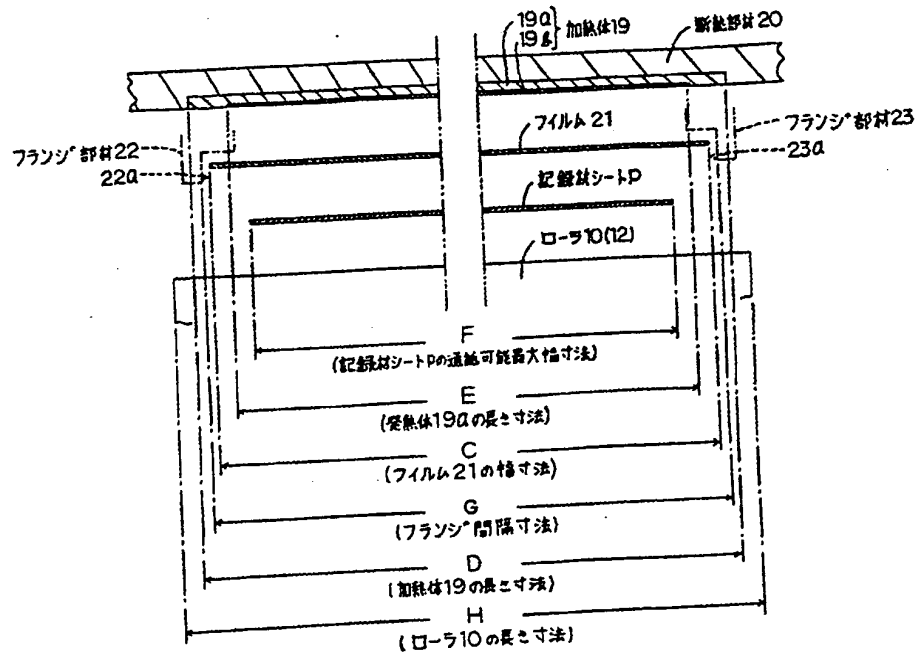 19a
19b } 加熱体19
断熱部材20
フィルム21
フランジ部材22
22a
フランジ部材23
23a
記録材シートP
ローラ10(12)
F
(記録材シートPの通紙可能最大幅寸法)
E
(発熱体19aの長さ寸法)
C
(フィルム21の幅寸法)
G
(フランジ間隔寸法)
D
(加熱体19の長さ寸法)
H
(ローラ10の長さ寸法)